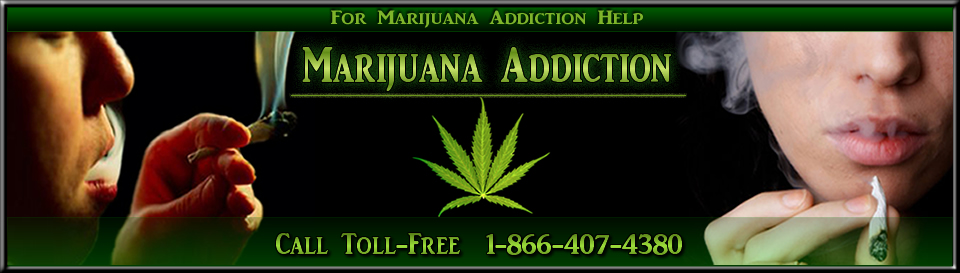 For Marijuana Addiction Help
Marijuana Addiction
Call Toll-Free 1-866-407-4380